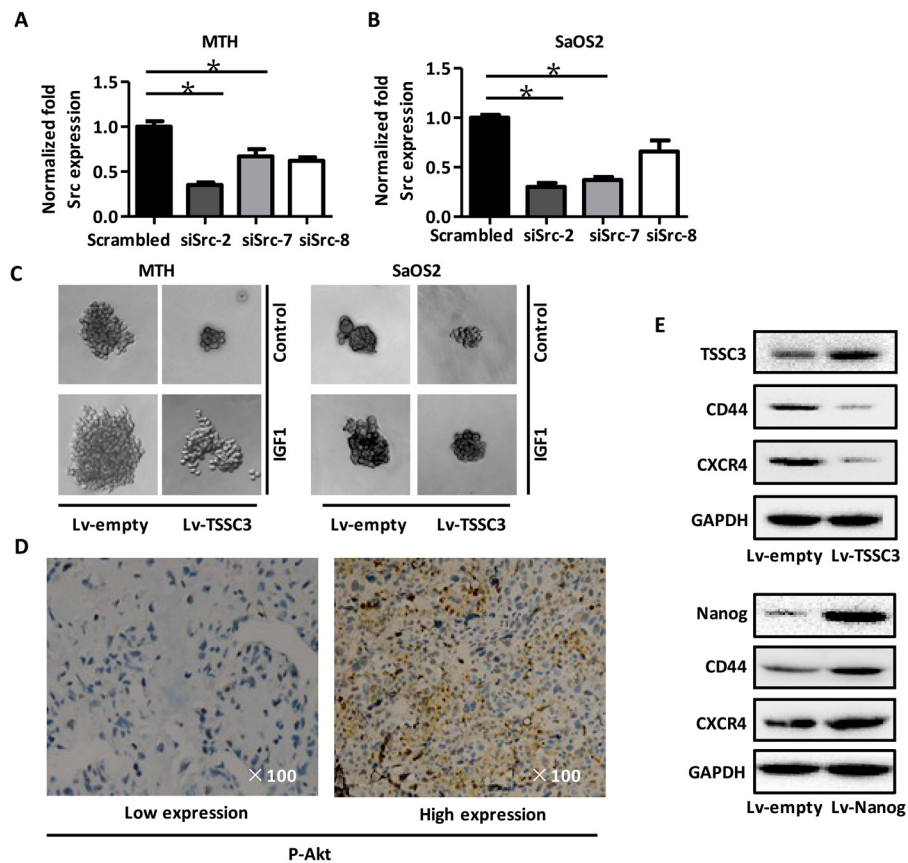 A
MTH
Normalized fold
Src expression
1.5
1.0
0.5
0.0
* *
Scrambled siSrc-2 siSrc-7 siSrc-8
B
SaOS2
Normalized fold
Src expression
1.5
1.0
0.5
0.0
* *
Scrambled siSrc-2 siSrc-7 siSrc-8
C
MTH
SaOS2
Control
IGF1
Control
IGF1
Lv-empty Lv-TSSC3
Lv-empty Lv-TSSC3
D
×100
×100
Low expression
High expression
P-Akt
E
TSSC3
CD44
CXCR4
GAPDH
Lv-empty Lv-TSSC3
Nanog
CD44
CXCR4
GAPDH
Lv-empty Lv-Nanog